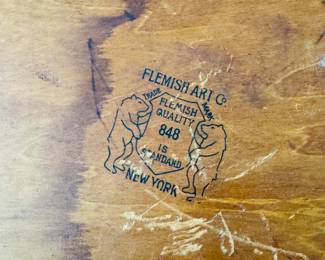 FLEMISH ART Co.
TRADE MARK
FLEMISH
QUALITY
848
IS
STANDARD
NEW YORK